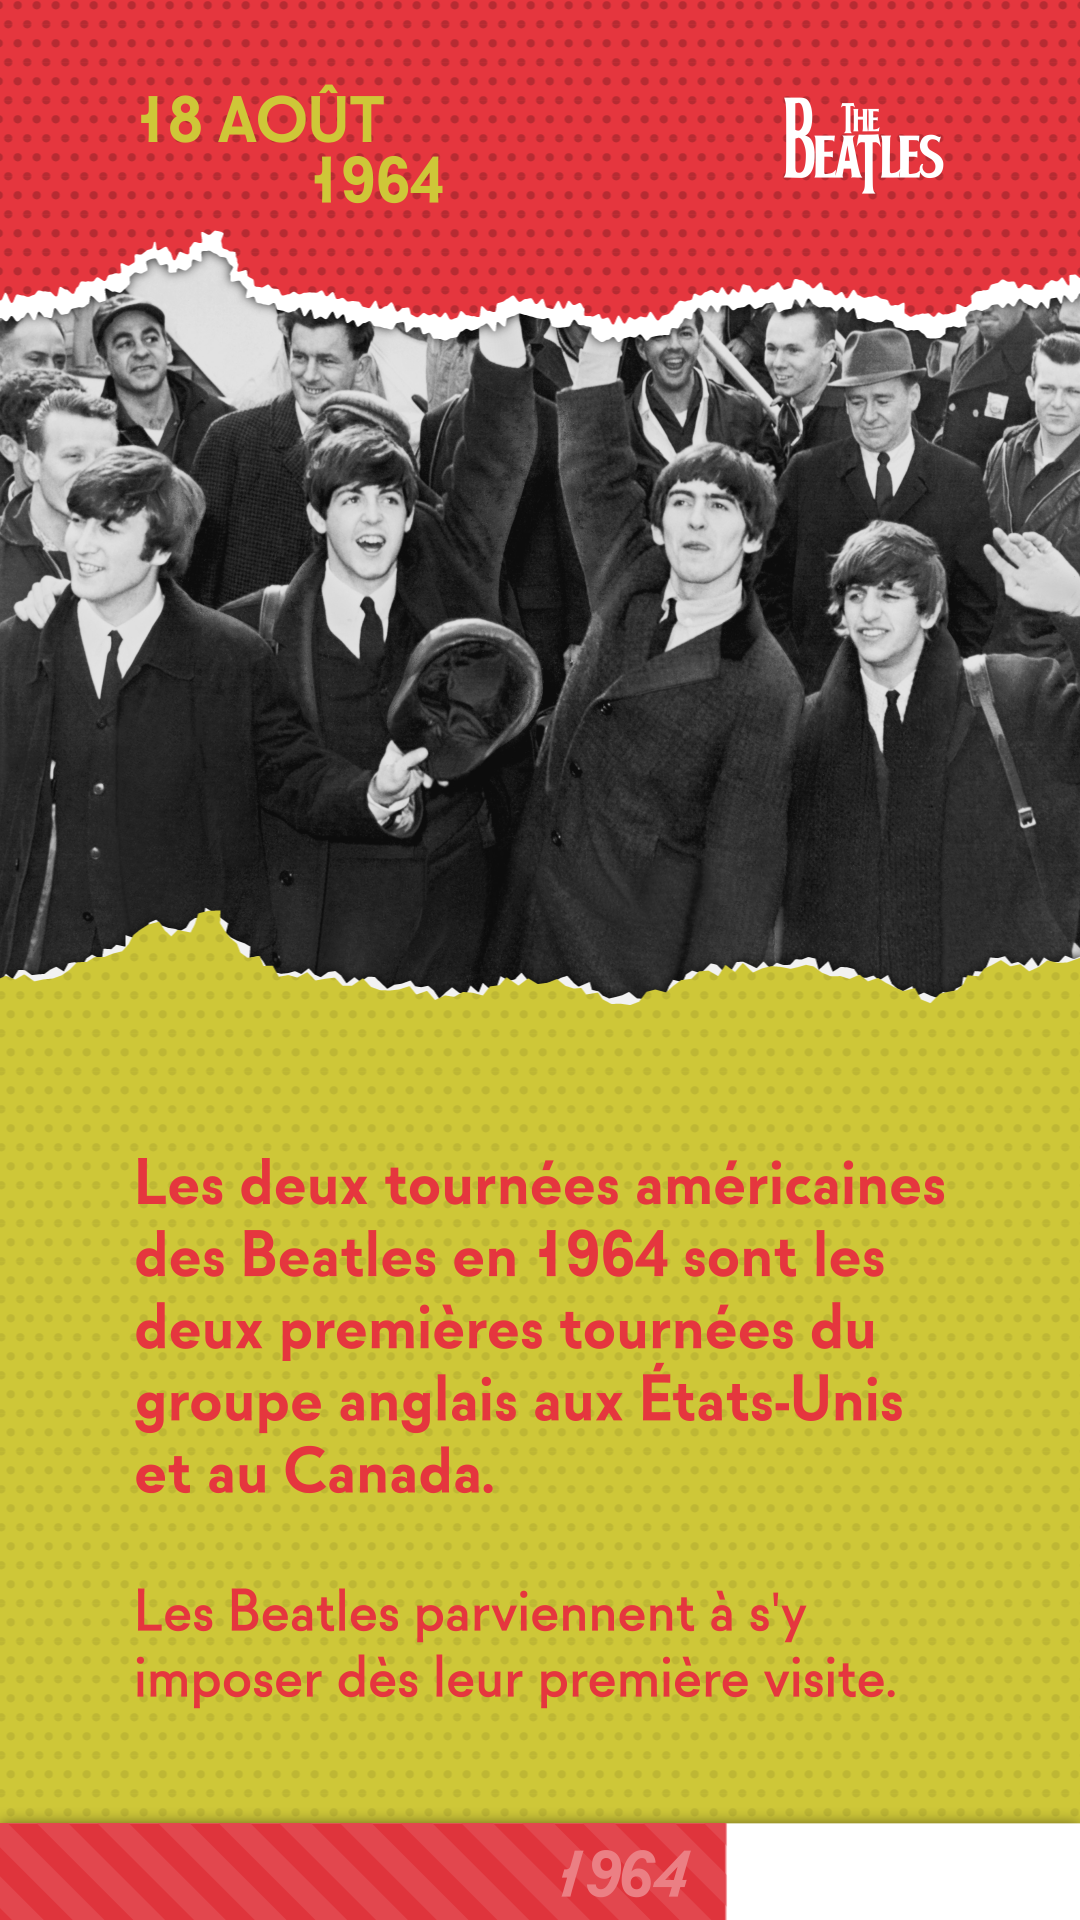 18 AOÛT
1964
THE
BEATLES
Les deux tournées américaines
des Beatles en 1964 sont les
deux premières tournées du
groupe anglais aux États-Unis
et au Canada.
Les Beatles parviennent à s'y
imposer dès leur première visite.
1964